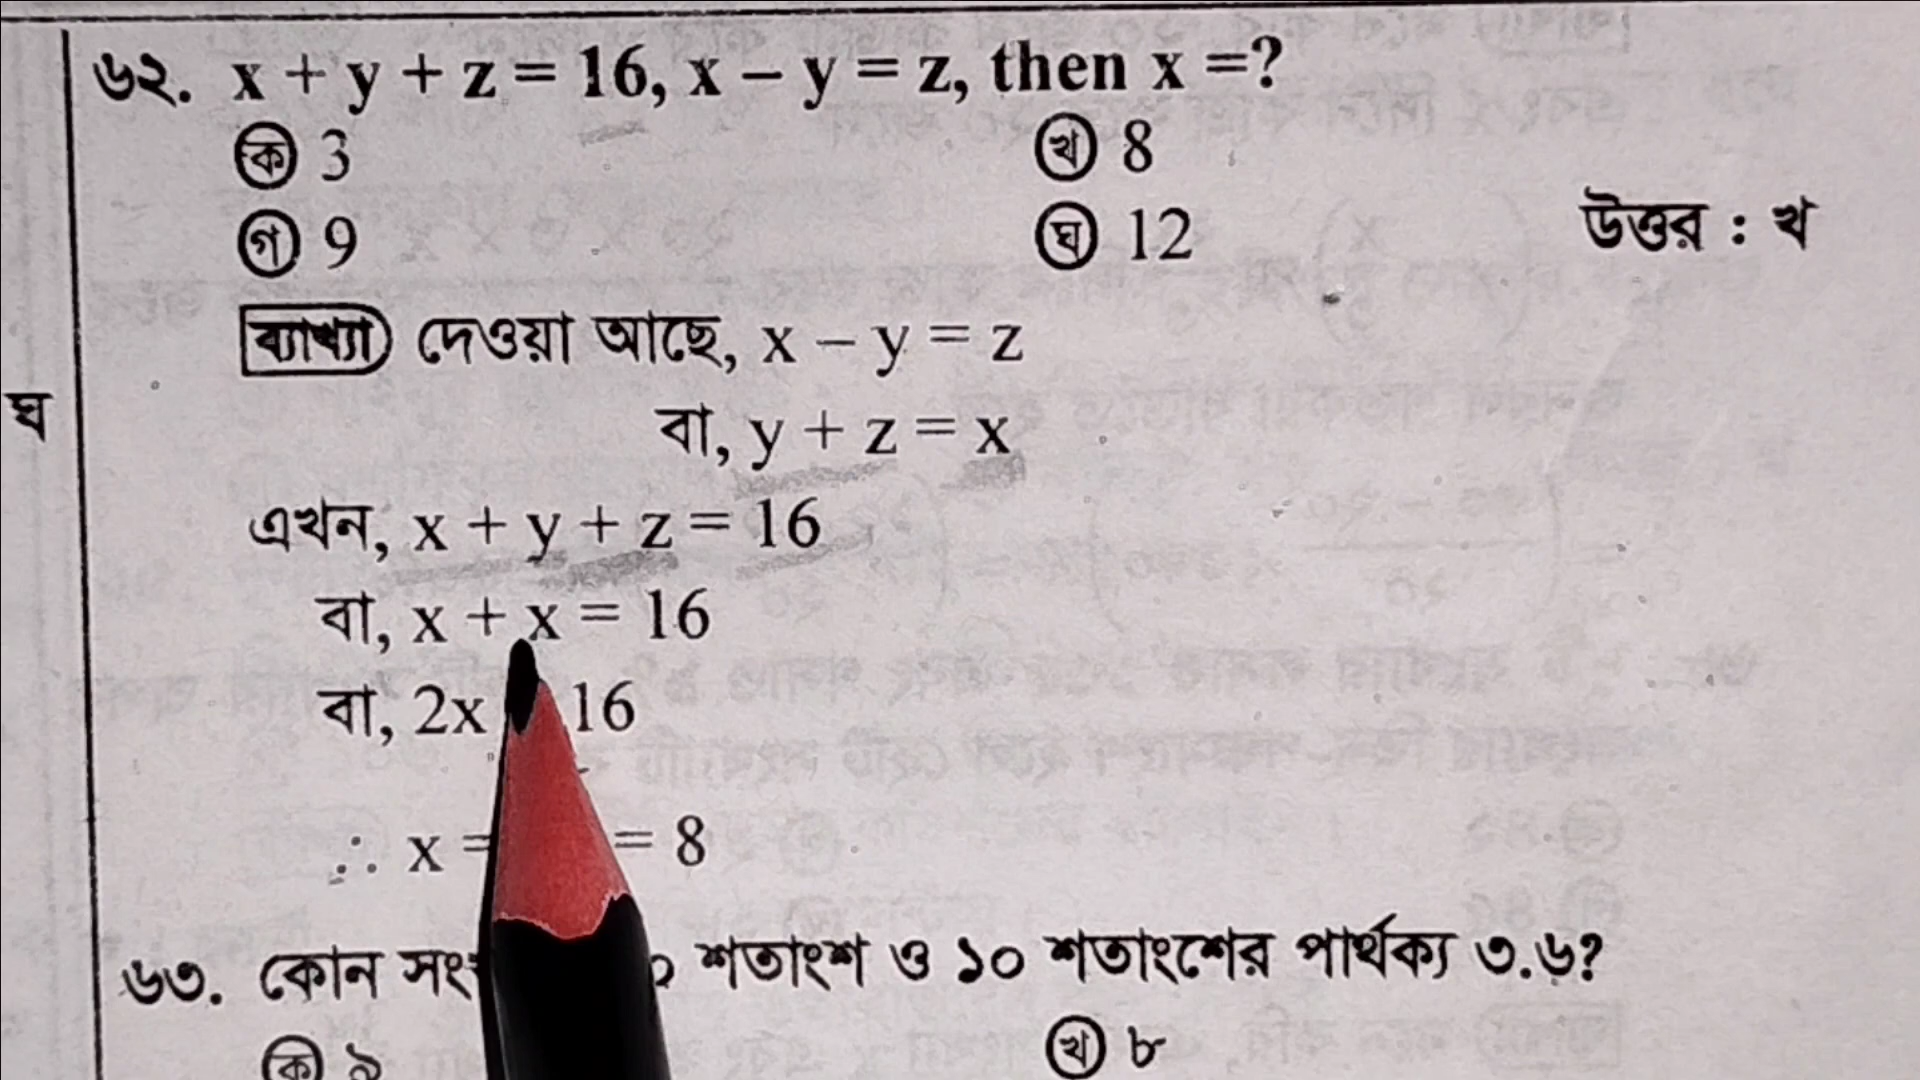 ৬২. x + y + z = 16, x – y = z, then x =?
ক 3 খ 8
গ 9 ঘ 12
উত্তর : খ
ব্যাখ্যা দেওয়া আছে, x – y = z
বা, y + z = x
ঘ
এখন, x + y + z = 16
বা, x + x = 16
বা, 2x 16
∴ x = = 8
৬৩. কোন শতাংশ ও ১০ শতাংশের পার্থক্য ৩.৬?
ক ৯ খ ৮